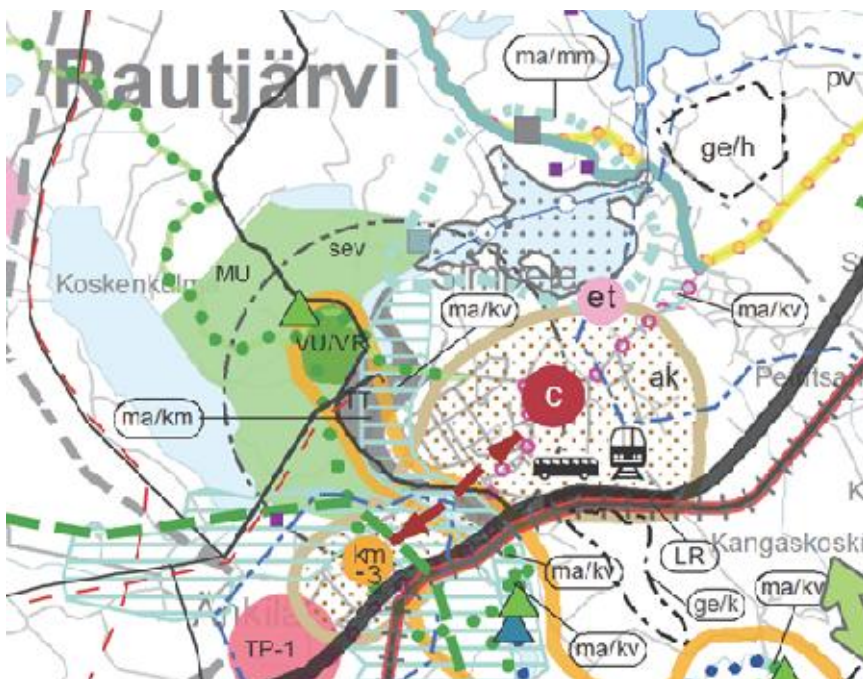 Rautjärvi
ma/mm
pv
ge/h
sev
MU
Simpele
et
ma/kv
ma/kv
VU/VR
TT
c
ak
ma/km
km
-3
LR
Kangaskoski
ma/kv
ge/k
ma/kv
ma/kv
TP-1